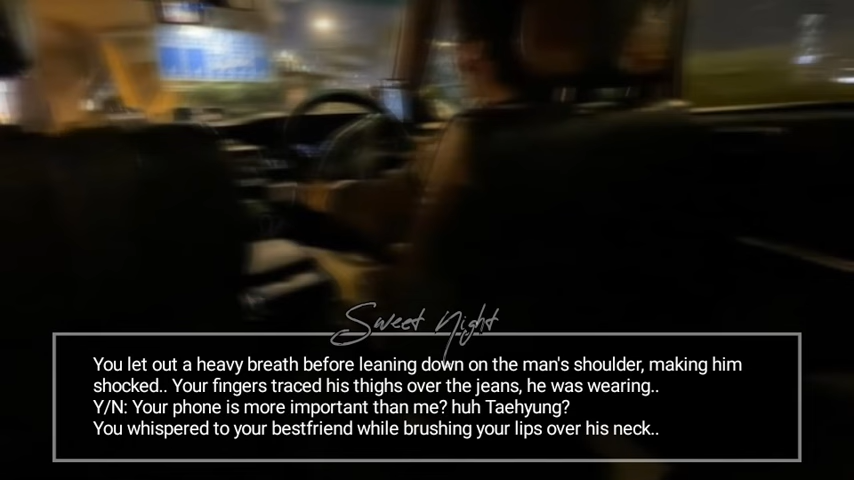 Sweet Night
You let out a heavy breath before leaning down on the man's shoulder, making him
shocked.. Your fingers traced his thighs over the jeans, he was wearing..
Y/N: Your phone is more important than me? huh Taehyung?
You whispered to your bestfriend while brushing your lips over his neck..